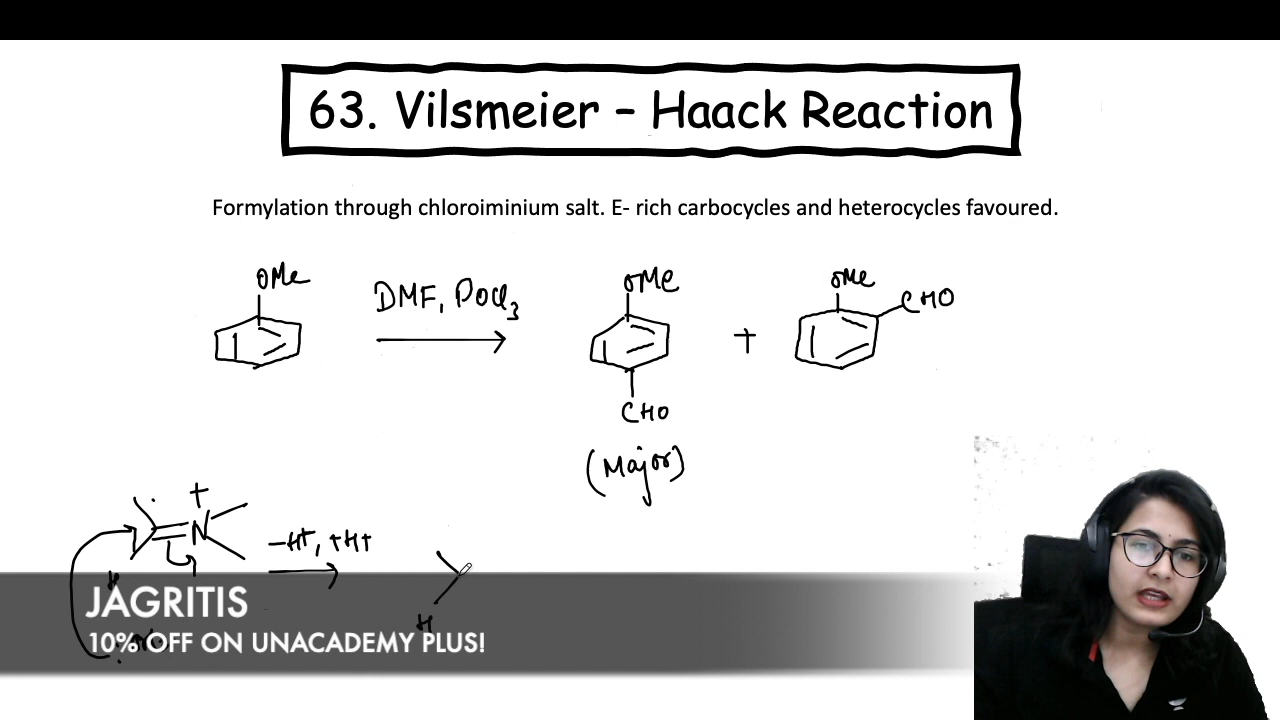 63. Vilsmeier – Haack Reaction
Formylation through chloroiminium salt. E- rich carbocycles and heterocycles favoured.
OMe
DMF, POCl3
OMe
+
OMe
CHO
CHO
(Major)
+
N
-H+, +H+
H
H
JAGRITIS
10% OFF ON UNACADEMY PLUS!